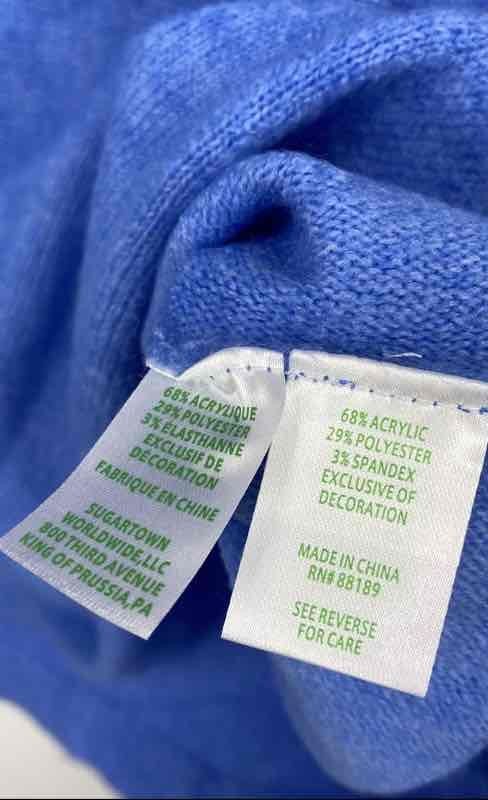 68% ACRYLIQUE
29% POLYESTER
3% ÉLASTHANNE
EXCLUSIF DE
DÉCORATION
FABRIQUE EN CHINE
SUGARTOWN
WORLDWIDE,LLC
800 THIRD AVENUE
KING OF PRUSSIA,PA
68% ACRYLIC
29% POLYESTER
3% SPANDEX
EXCLUSIVE OF
DECORATION
MADE IN CHINA
RN# 88189
SEE REVERSE
FOR CARE